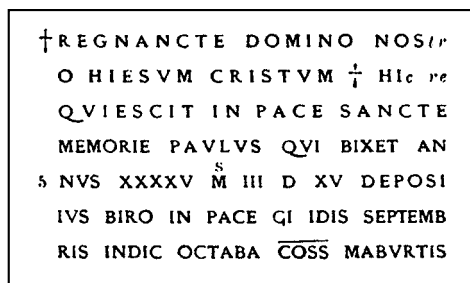 † REGNANCTE DOMINO NOStr
O HIESVM CRISTVM † HIc re
QVIESCIT IN PACE SANCTE
MEMORIE PAVLVS QVI BIXET AN
S
5 NVS XXXXV M III D XV DEPOSI
IVS BIRO IN PACE GI IDIS SEPTEMB
RIS INDIC OCTABA C̅O̅S̅S̅ MABVRTIS